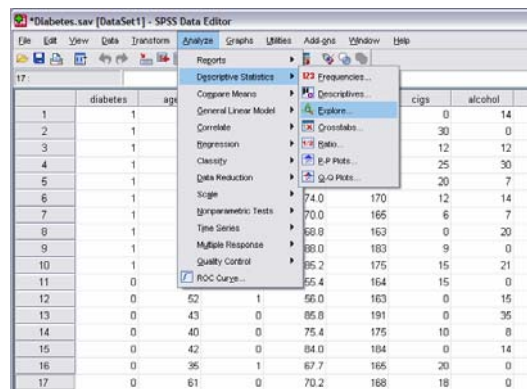 *Diabetes.sav [DataSet1] - SPSS Data Editor
File Edit View Data Transform Analyze Graphs Utilities Add-ons Window Help
17 :
Reports
Descriptive Statistics
Compare Means
General Linear Model
Correlate
Regression
Classify
Data Reduction
Scale
Nonparametric Tests
Time Series
Multiple Response
Quality Control
ROC Curve...
123 Frequencies...
Descriptives...
Explore...
Crosstabs...
1/2 Ratio...
P-P Plots...
Q-Q Plots...
diabetes age cigs alcohol
1 1 0 14
2 1 30 0
3 1 12 12
4 1 25 30
5 1 20 7
6 1 74.0 170 12 14
7 1 70.0 165 6 7
8 1 68.8 163 0 20
9 1 88.0 183 9 0
10 1 85.2 175 15 21
11 0 55.4 164 15 0
12 0 52 1 56.0 163 0 15
13 0 43 0 85.8 191 0 35
14 0 40 0 75.4 175 10 8
15 0 42 0 84.0 184 0 14
16 0 35 1 67.7 165 20 0
17 0 61 0 70.2 168 18 0